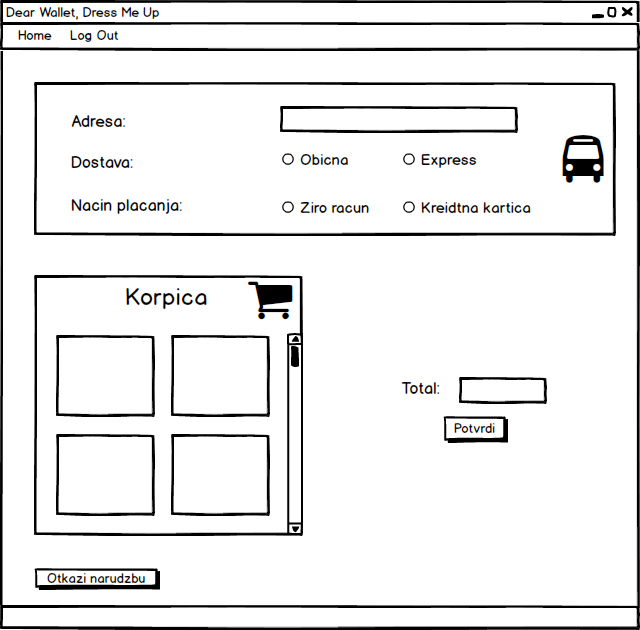 Dear Wallet, Dress Me Up
Home Log Out
Adresa:
Dostava: Obicna Express
Nacin placanja: Ziro racun Kreidtna kartica
Korpica
Total:
Potvrdi
Otkazi narudzbu